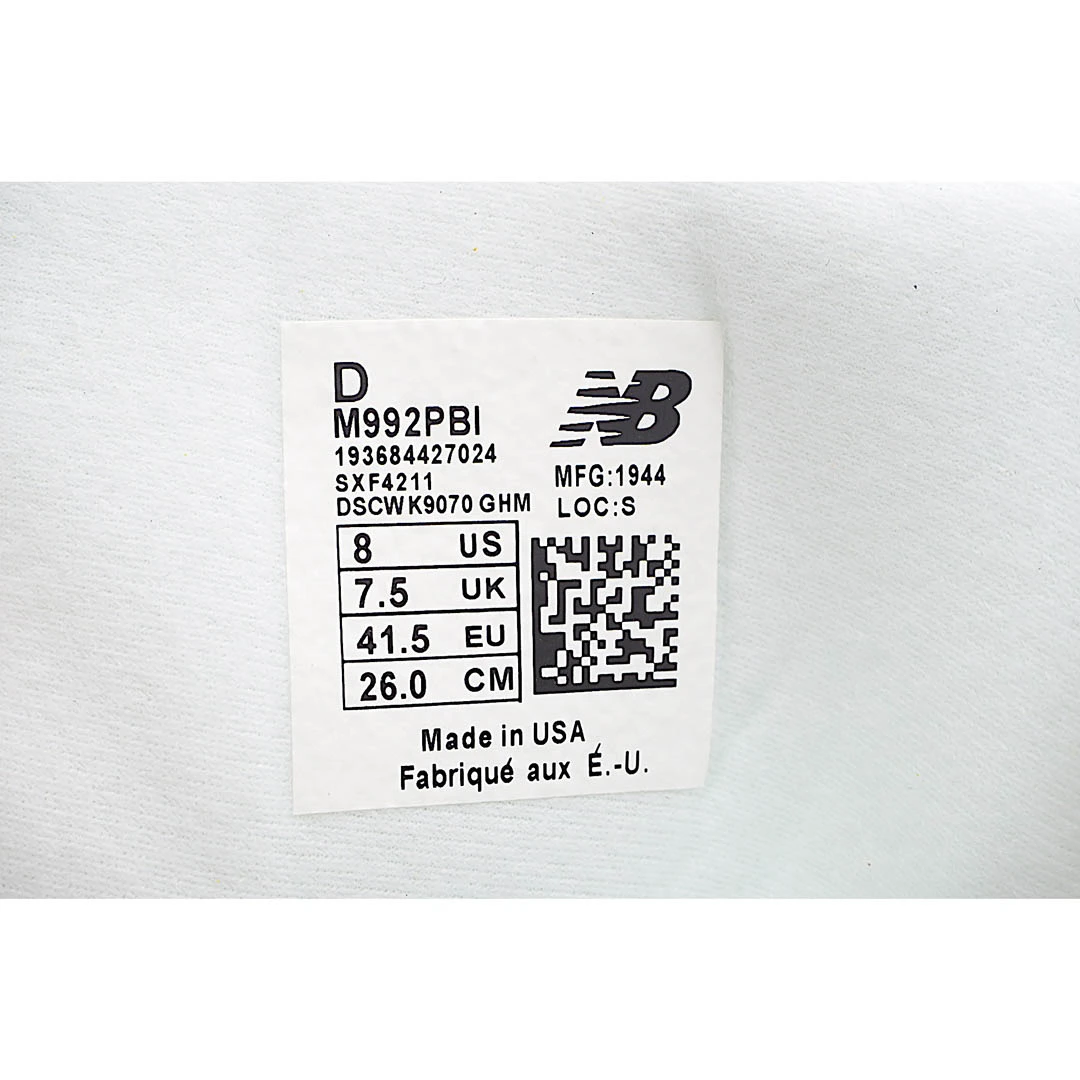 D
M992PBI
193684427024
SXF4211
DSCWK9070 GHM
NB
MFG:1944
LOC:S
8 US
7.5 UK
41.5 EU
26.0 CM
Made in USA
Fabriqué aux É.-U.